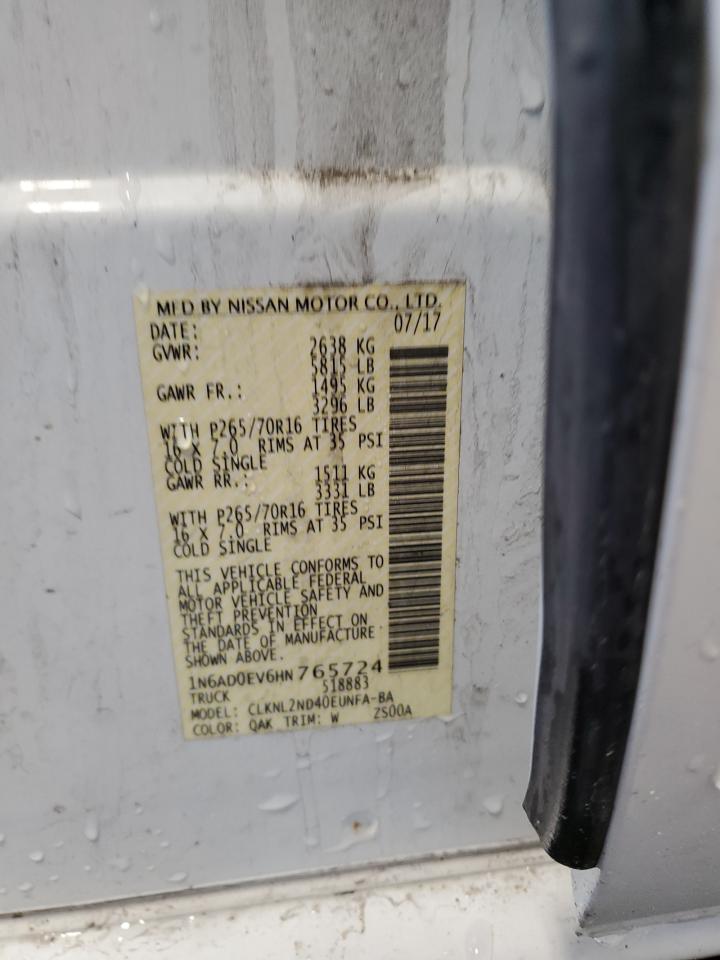 MFD BY NISSAN MOTOR CO., LTD.
DATE: 07/17
GVWR: 2638 KG
5815 LB
GAWR FR.: 1495 KG
3296 LB
WITH P265/70R16 TIRES
16 X 7.0 RIMS AT 35 PSI
COLD SINGLE
GAWR RR.: 1511 KG
3331 LB
WITH P265/70R16 TIRES
16 X 7.0 RIMS AT 35 PSI
COLD SINGLE
THIS VEHICLE CONFORMS TO
ALL APPLICABLE FEDERAL
MOTOR VEHICLE SAFETY AND
THEFT PREVENTION
STANDARDS IN EFFECT ON
THE DATE OF MANUFACTURE
SHOWN ABOVE.
1N6AD0EV6HN765724
TRUCK 518883
MODEL: CLKNL2ND40EUNFA-BA
COLOR: QAK TRIM: W ZS00A